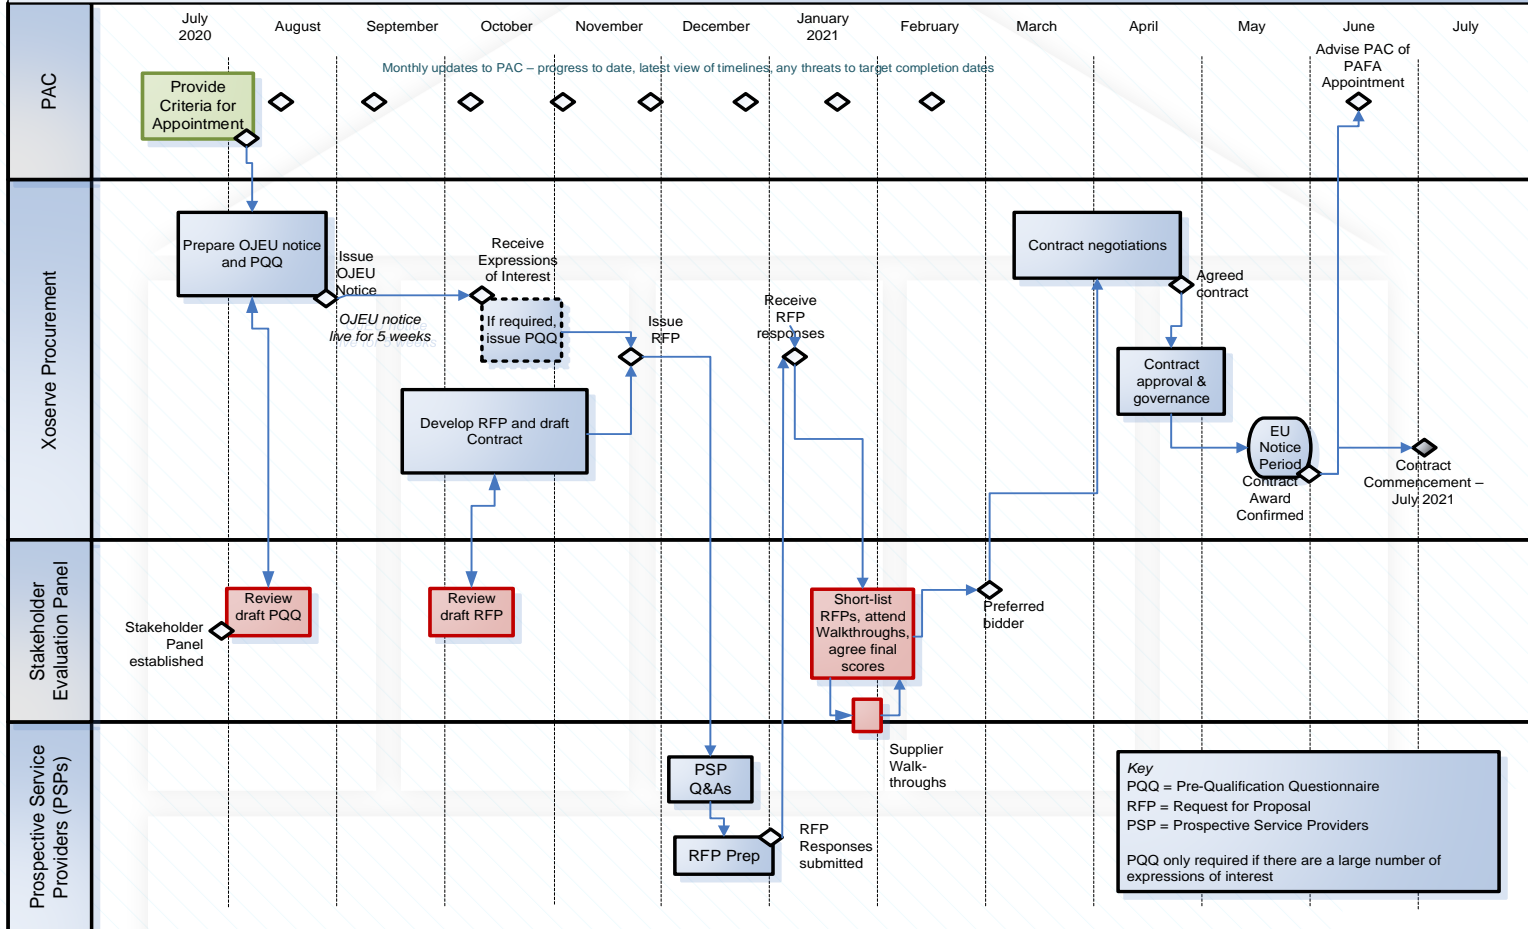 July
2020
August
September
October
November
December
January
2021
February
March
April
May
June
July
PAC
Monthly updates to PAC – progress to date, latest view of timelines, any threats to target completion dates
Provide
Criteria for
Appointment
Advise PAC of
PAFA
Appointment
Xoserve Procurement
Prepare OJEU notice
and PQQ
Issue
OJEU
Notice
OJEU notice
live for 5 weeks
Receive
Expressions
of Interest
If required,
issue PQQ
Issue
RFP
Develop RFP and draft
Contract
Receive
RFP
responses
Contract negotiations
Agreed
contract
Contract
approval &
governance
EU
Notice
Period
Contract
Award
Confirmed
Contract
Commencement –
July 2021
Stakeholder
Evaluation Panel
Stakeholder
Panel
established
Review
draft PQQ
Review
draft RFP
Short-list
RFPs, attend
Walkthroughs,
agree final
scores
Preferred
bidder
Supplier
Walk-
throughs
Prospective Service
Providers (PSPs)
PSP
Q&As
RFP Prep
RFP
Responses
submitted
Key
PQQ = Pre-Qualification Questionnaire
RFP = Request for Proposal
PSP = Prospective Service Providers
PQQ only required if there are a large number of
expressions of interest